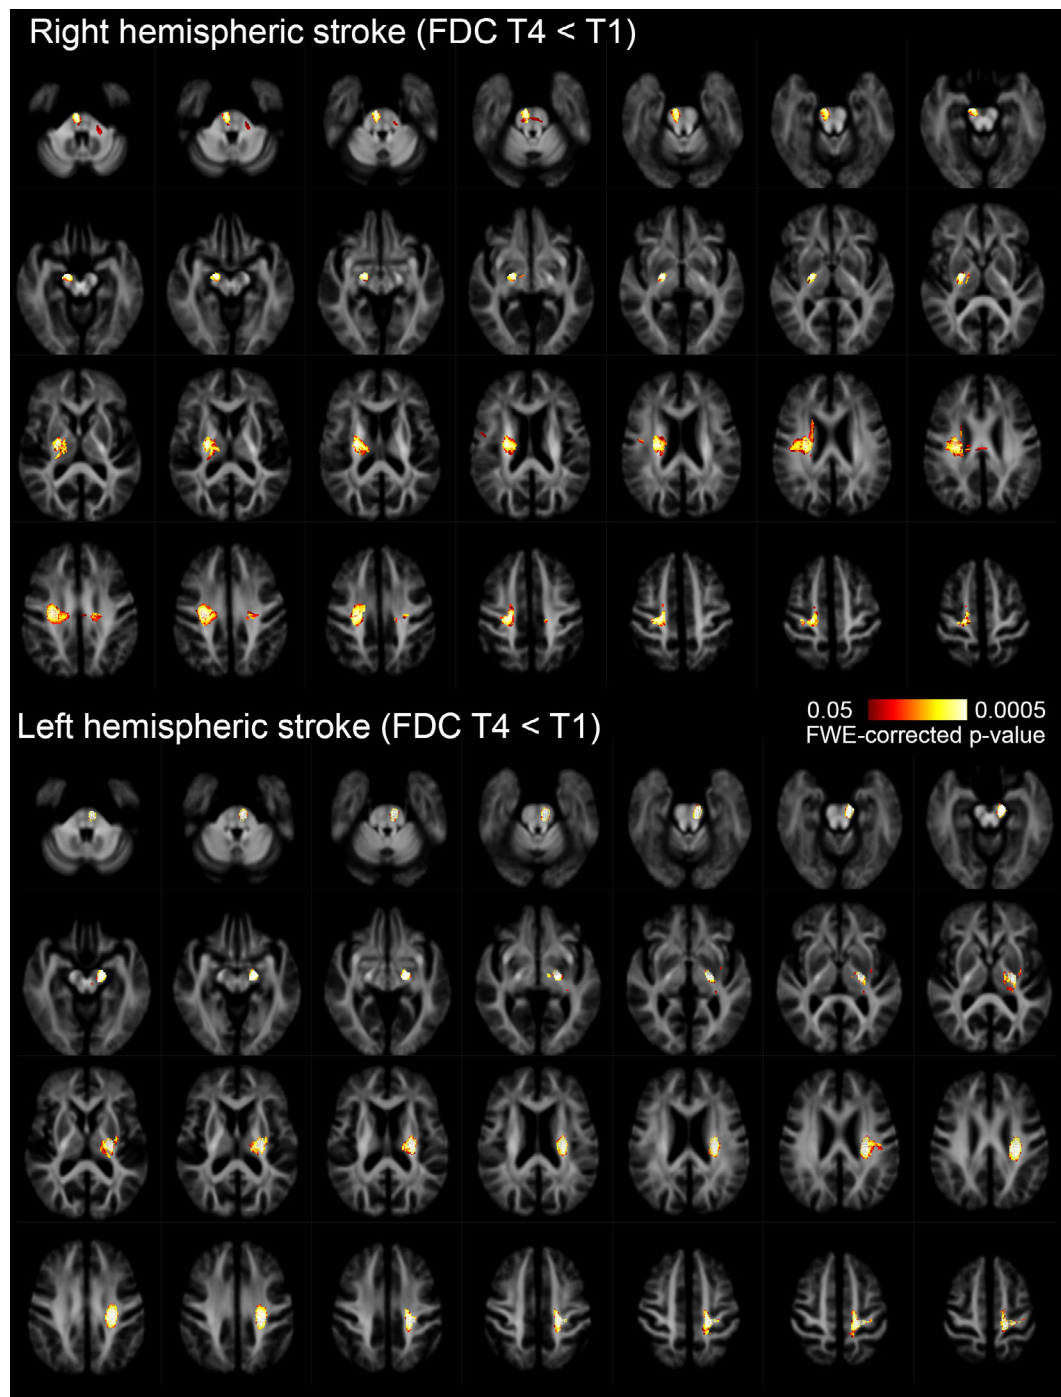 Right hemispheric stroke (FDC T4 < T1)
0.05 0.0005
FWE-corrected p-value
Left hemispheric stroke (FDC T4 < T1)